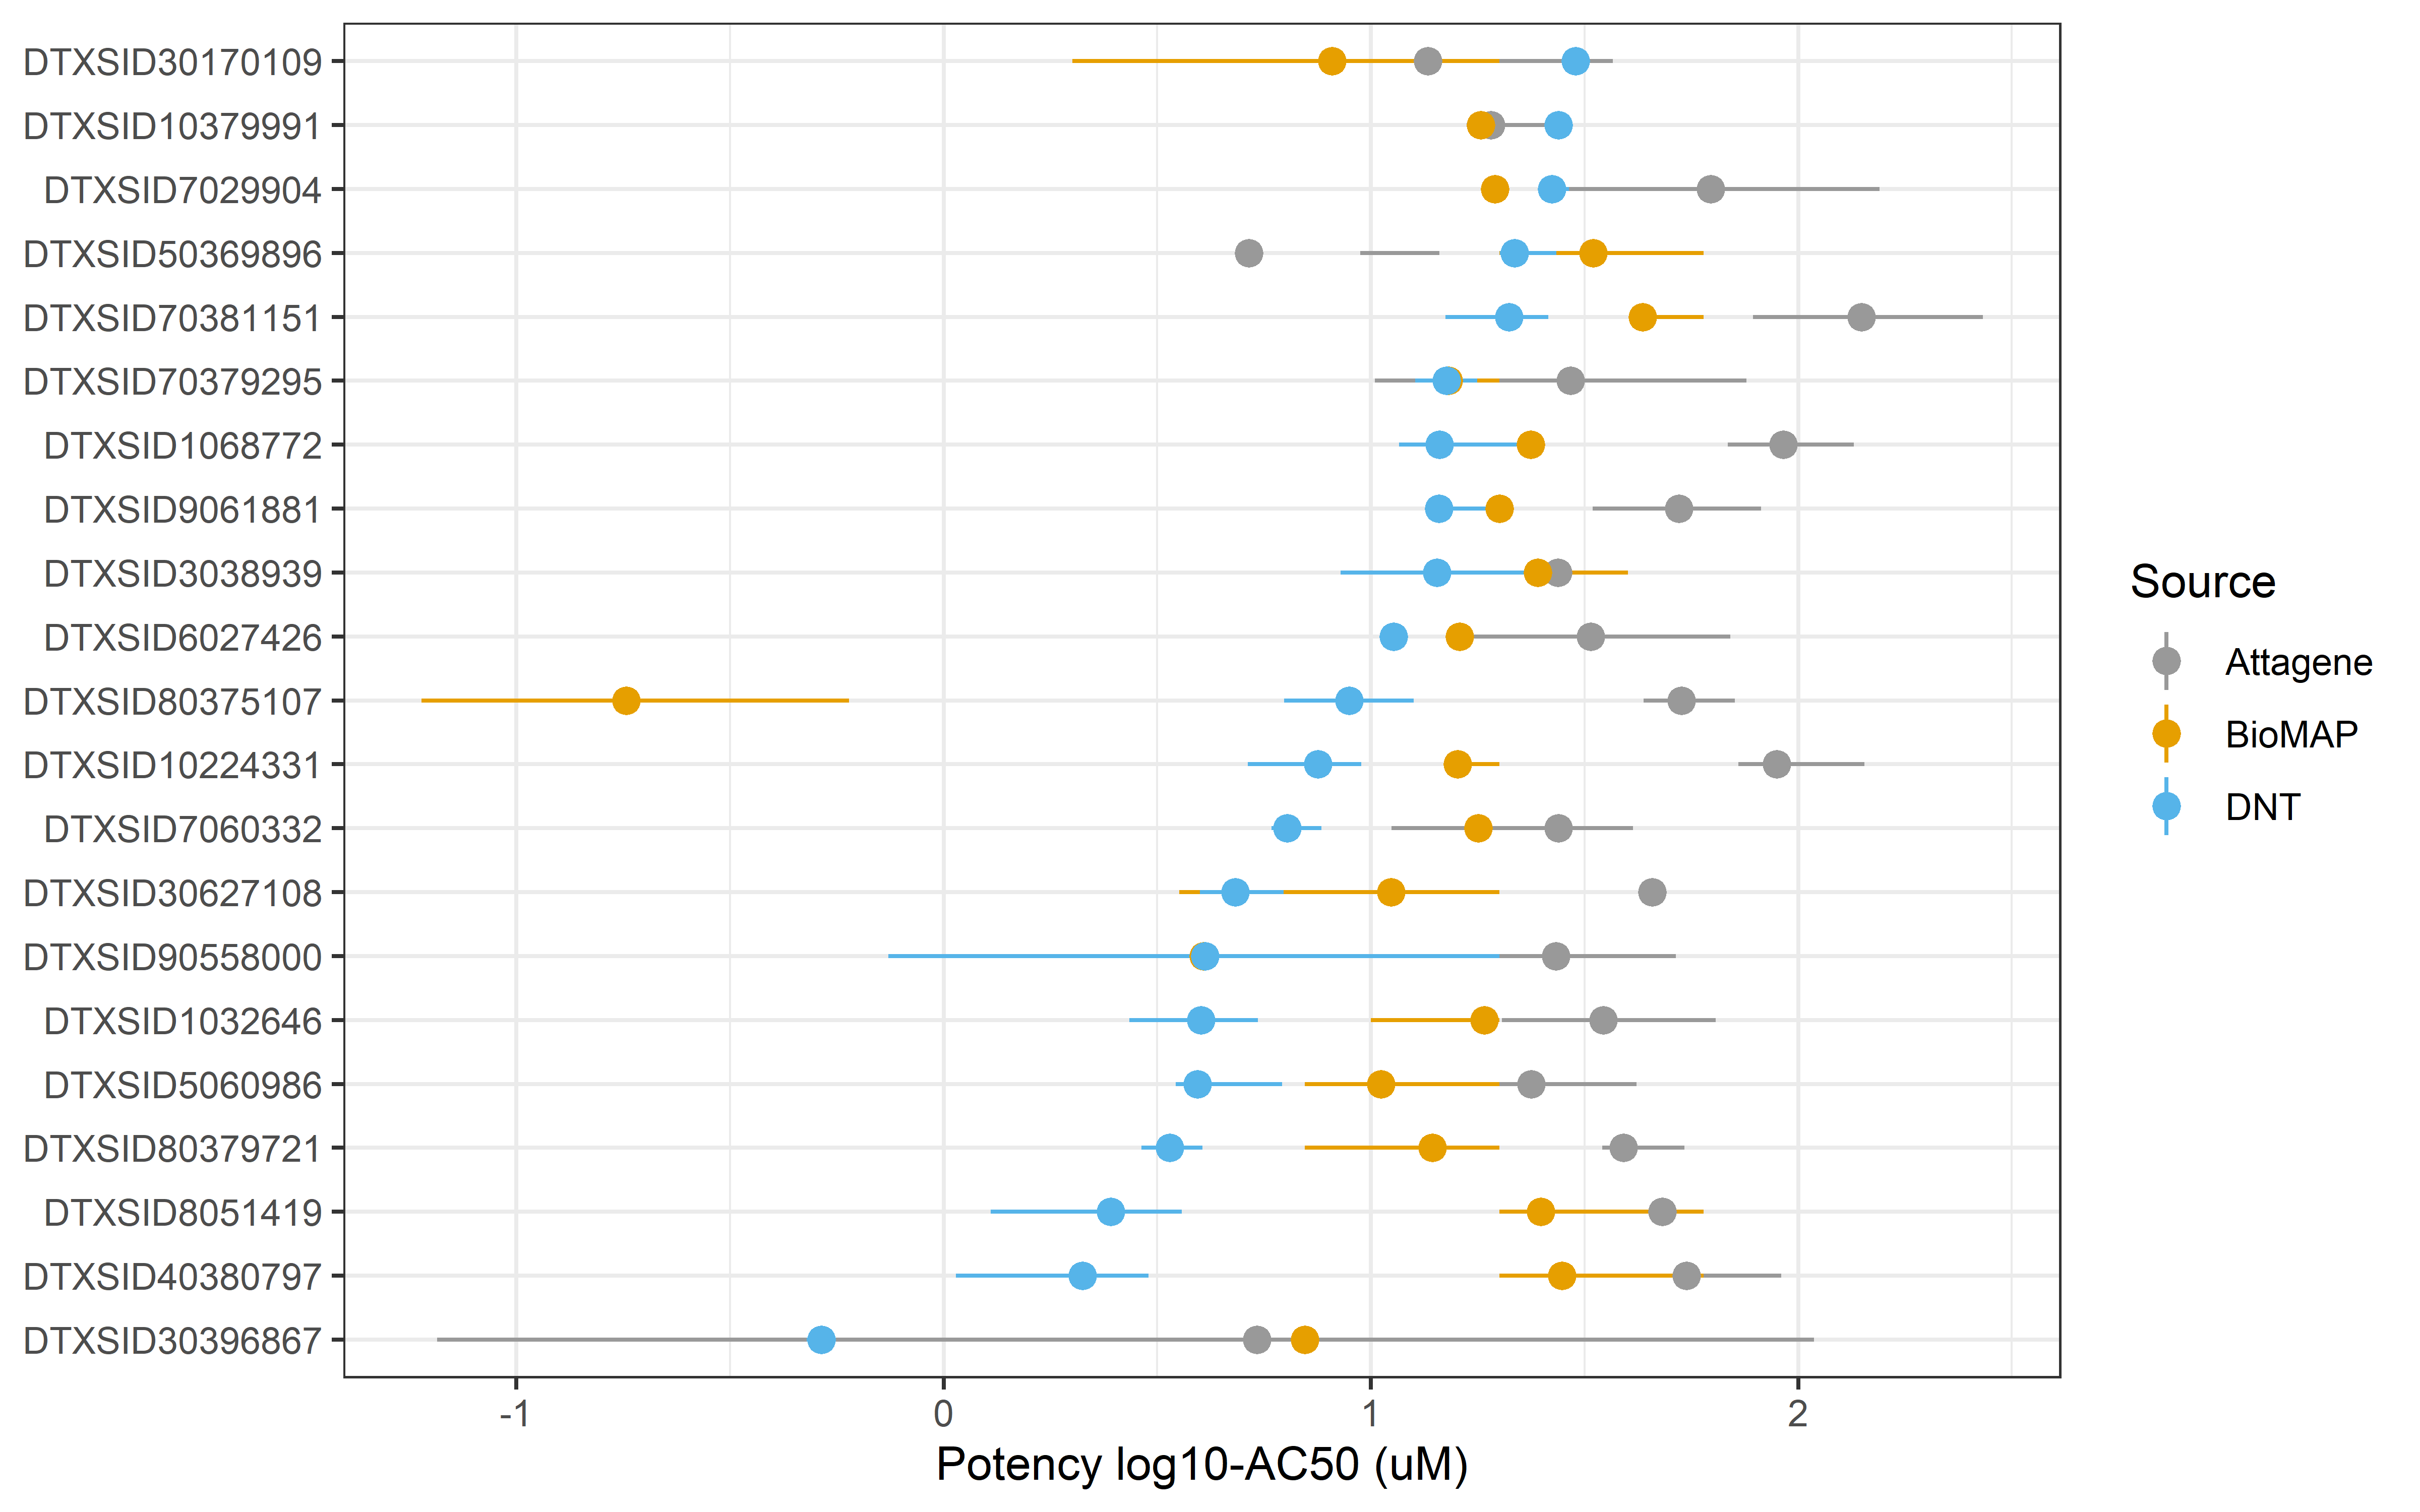 DTXSID30170109
DTXSID10379991
DTXSID7029904
DTXSID50369896
DTXSID70381151
DTXSID70379295
DTXSID1068772
DTXSID9061881
DTXSID3038939
DTXSID6027426
DTXSID80375107
DTXSID10224331
DTXSID7060332
DTXSID30627108
DTXSID90558000
DTXSID1032646
DTXSID5060986
DTXSID80379721
DTXSID8051419
DTXSID40380797
DTXSID30396867
-1 0 1 2
Potency log10-AC50 (uM)
Source
Attagene
BioMAP
DNT